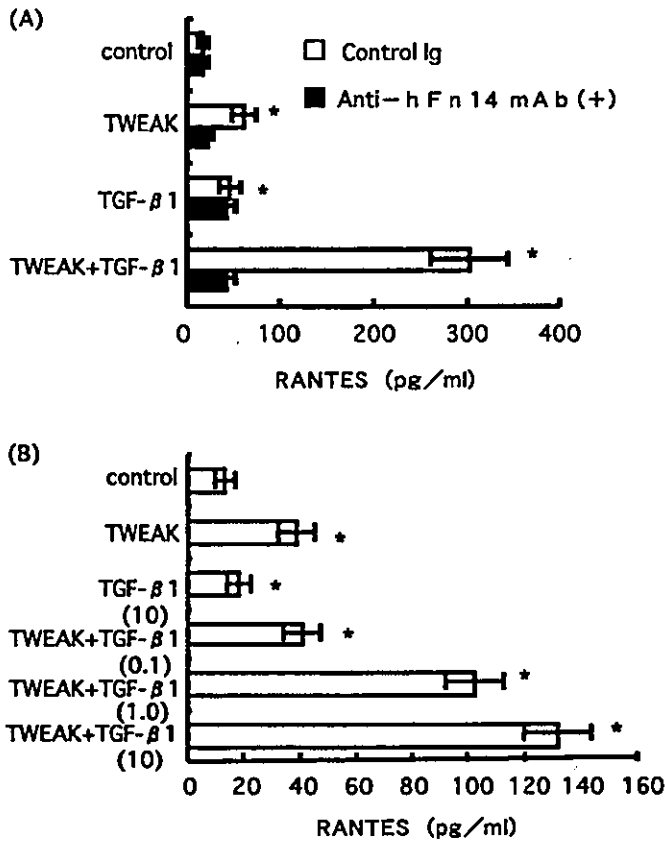 (A)
control
Control Ig
Anti-hFn14 mAb (+)
TWEAK
*
TGF-β1
*
TWEAK+TGF-β1
*
0 100 200 300 400
RANTES (pg/ml)
(B)
control
TWEAK
*
TGF-β1
(10)
*
TWEAK+TGF-β1
(0.1)
*
TWEAK+TGF-β1
(1.0)
*
TWEAK+TGF-β1
(10)
*
0 20 40 60 80 100 120 140 160
RANTES (pg/ml)